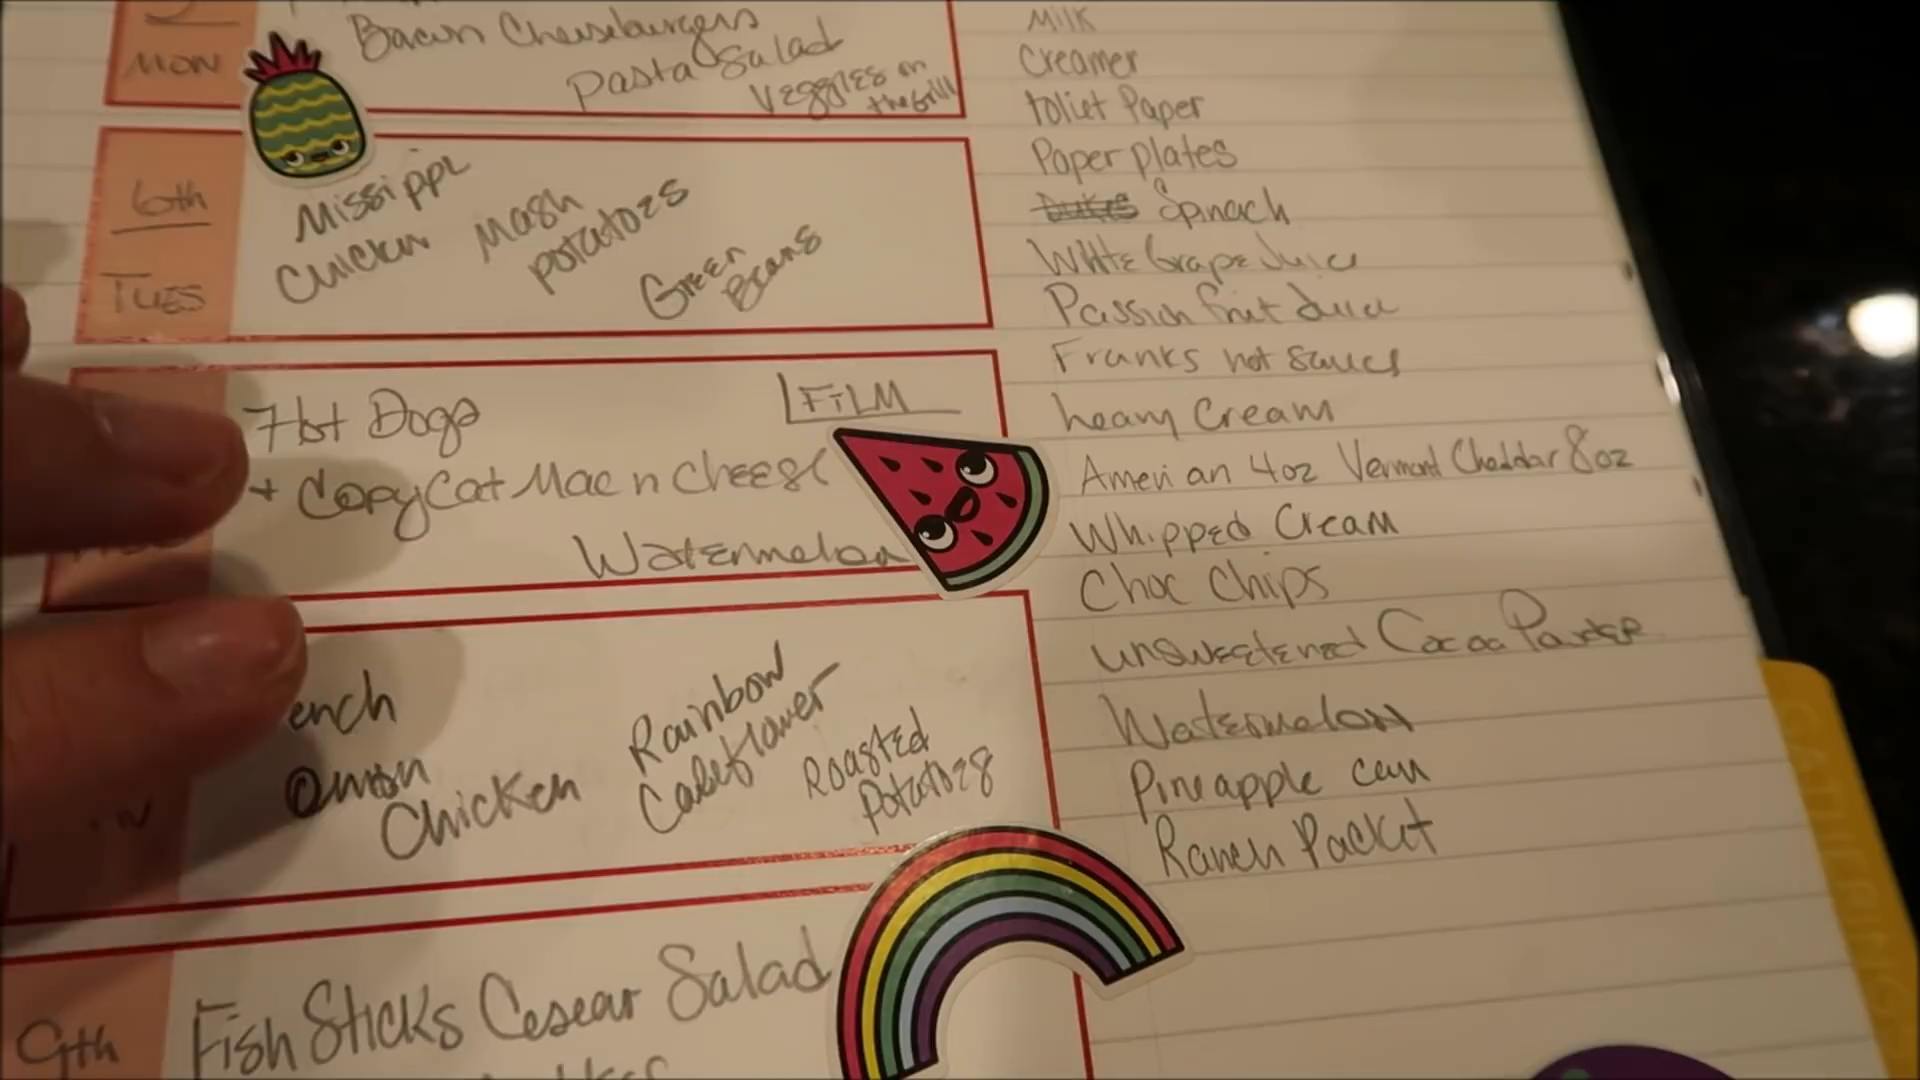 MON
Bacon Cheeseburgers
Pasta Salad
Veggies on
the Grill
6th
TUES
Missippi
Chicken
Mash
potatoes
Green
Beans
Hot Dogs
FiLM
+ CopyCat Mac n Cheese
Watermelon
ench
Onion
Chicken
Rainbow
Caleflower
Roasted
Potatoes
9th
Fish Sticks Cesear Salad
Milk
Creamer
toliet Paper
Paper plates
Spinach
White Grape Juice
Passion fruit Juice
Franks hot sauce
heavy Cream
Ameri an 4oz Vermont Cheddar 8oz
Whipped Cream
Choc Chips
unsweetened Cocoa Powder
Watermelon
Pineapple can
Ranch Packet